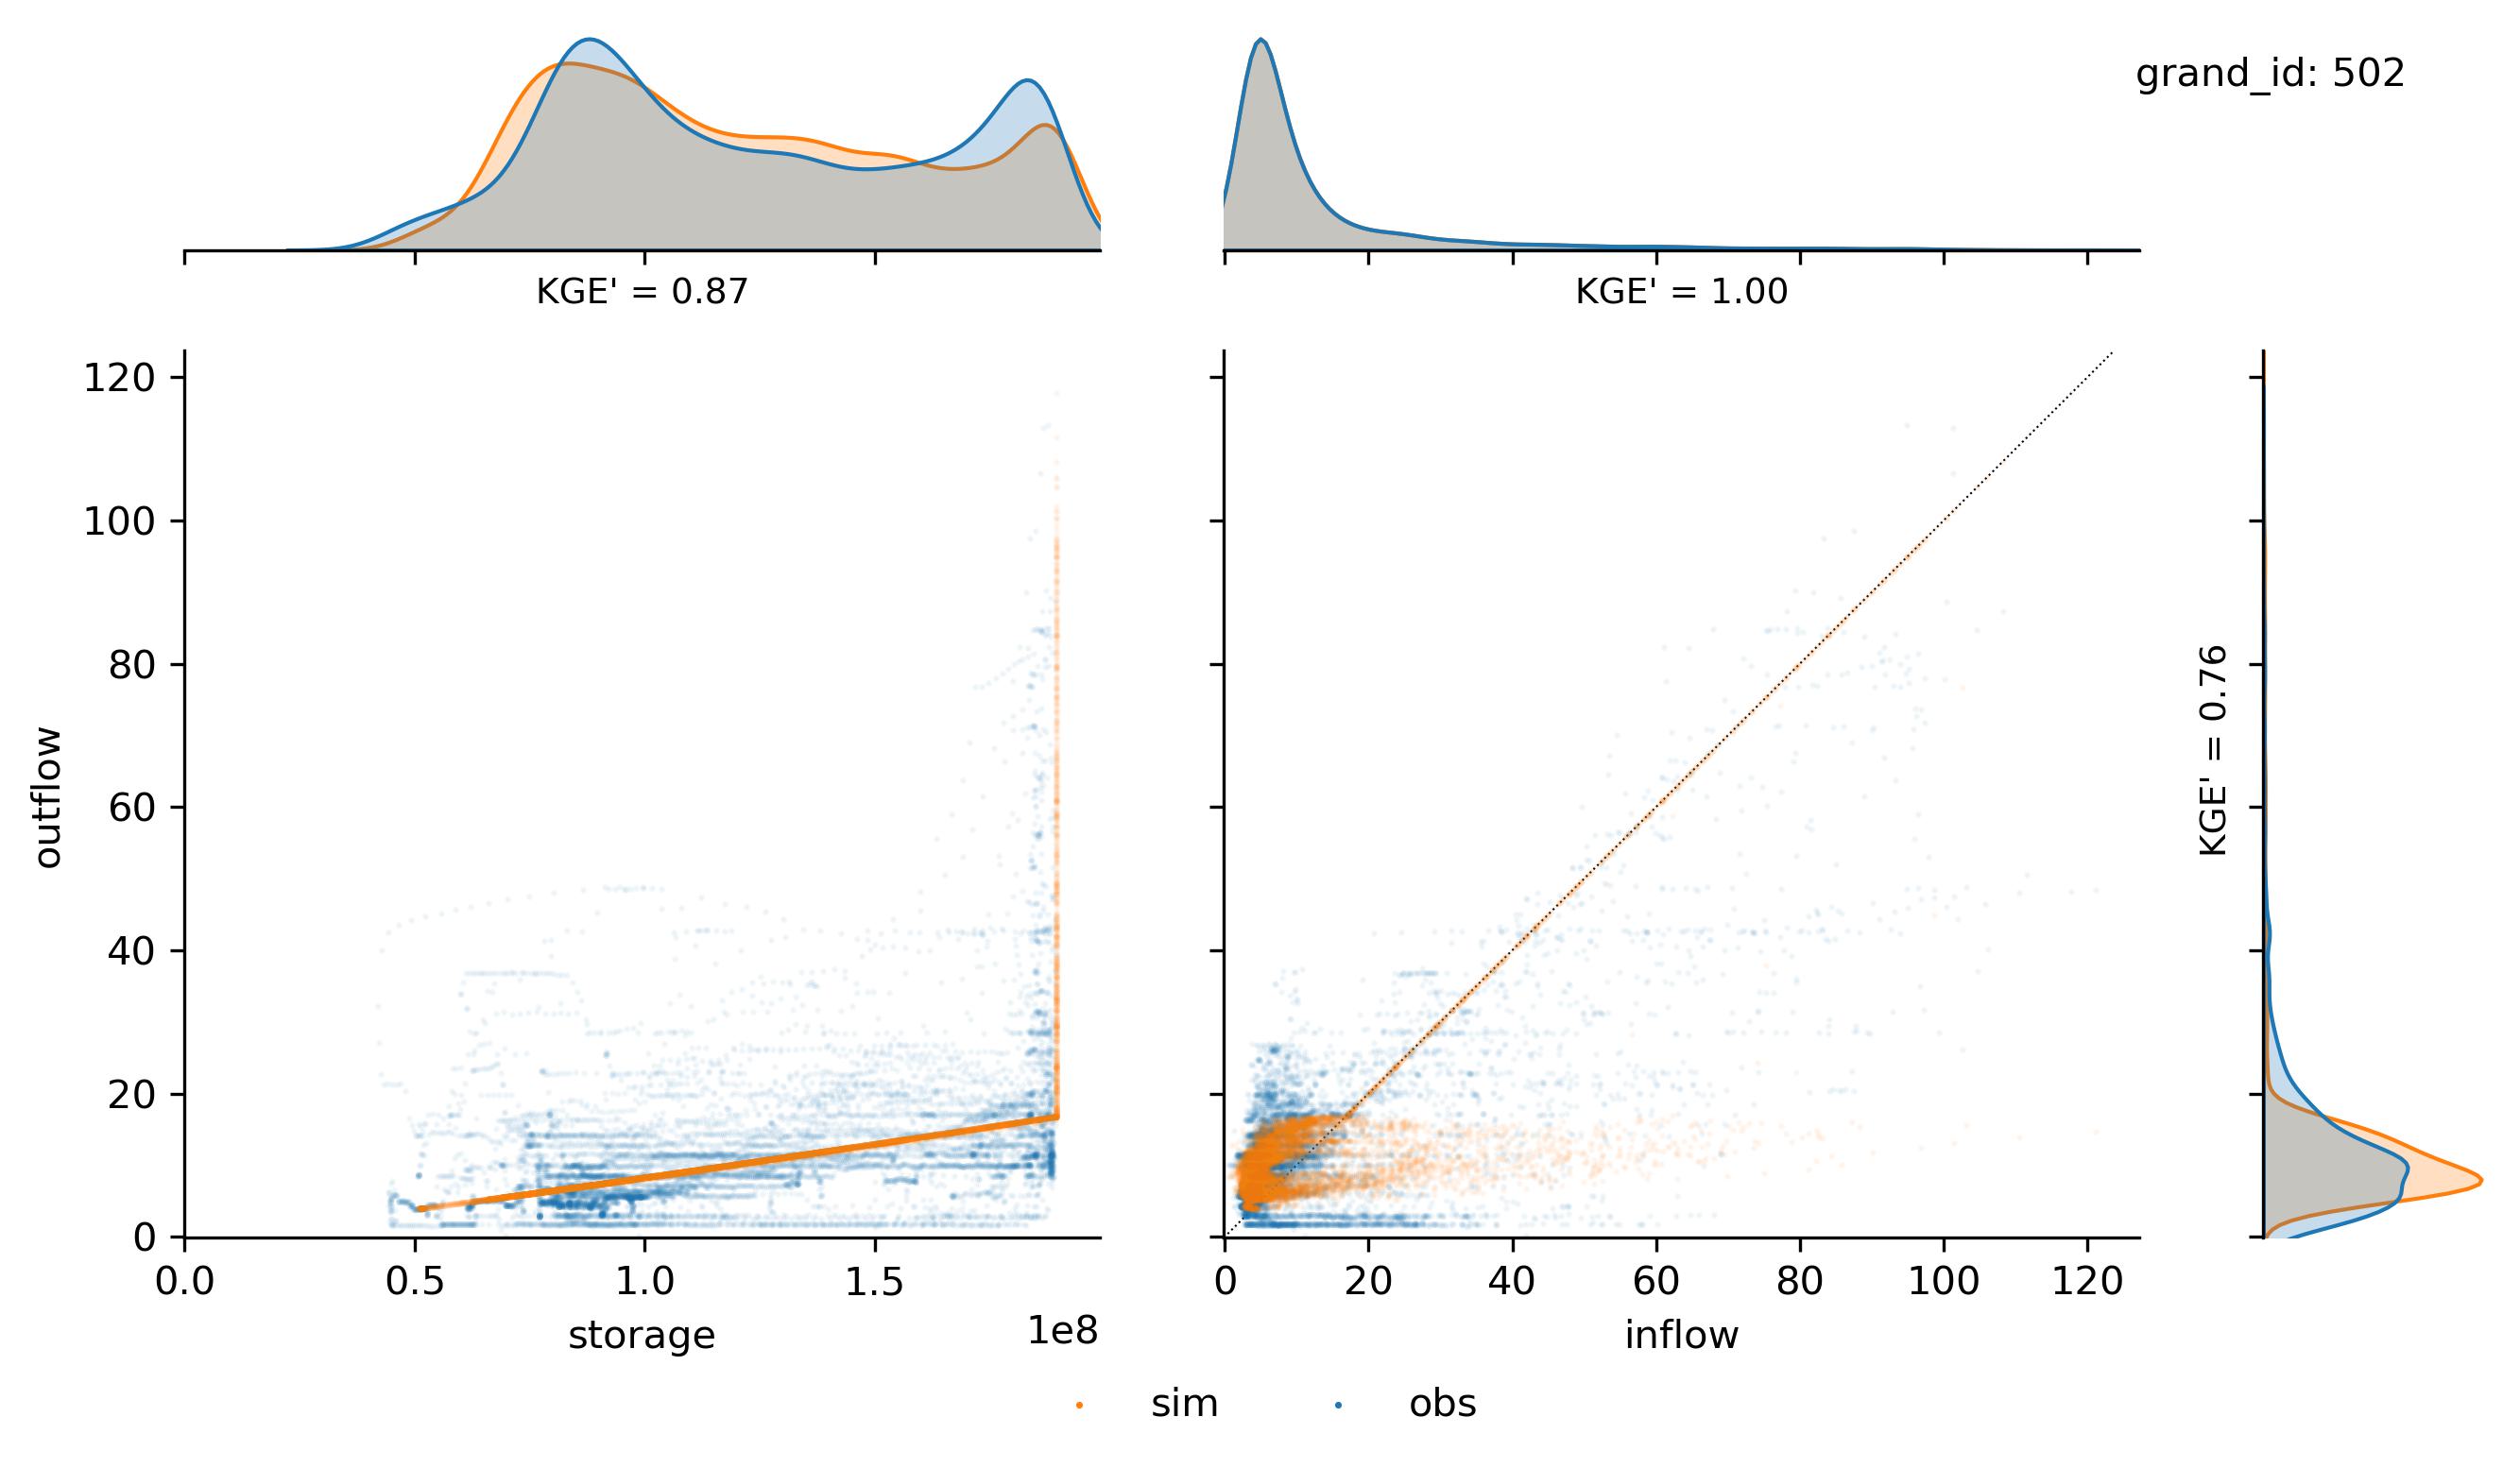 grand_id: 502
KGE' = 0.87
KGE' = 1.00
120
100
80
60
40
20
0
outflow
KGE' = 0.76
0.0 0.5 1.0 1.5
1e8
storage
0 20 40 60 80 100 120
inflow
sim obs